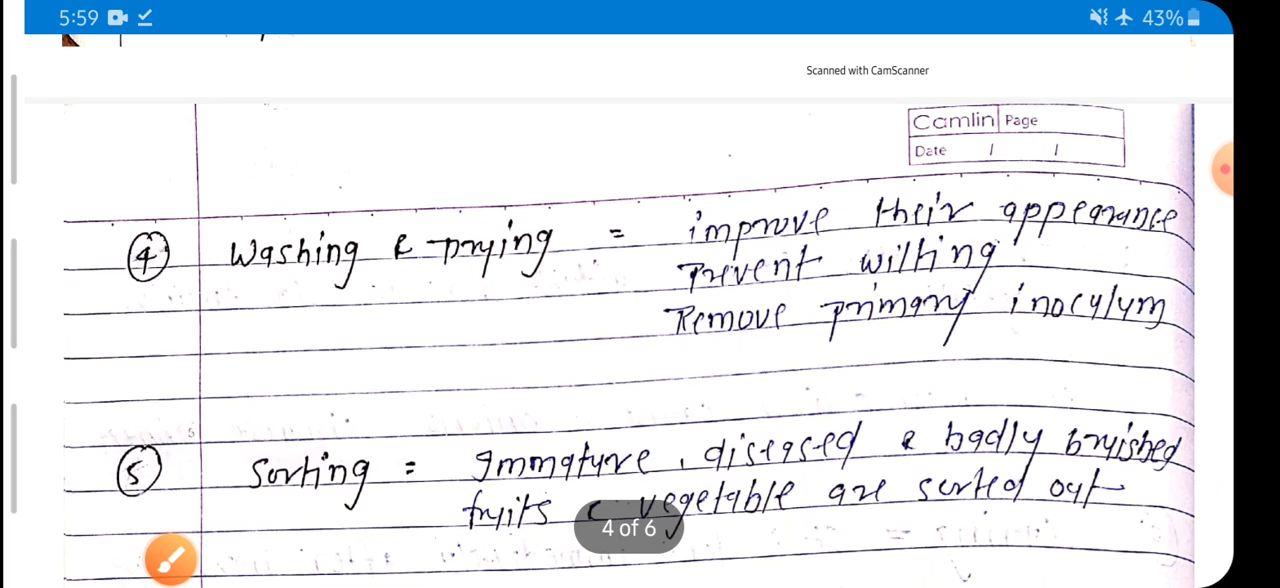 5:59 43%
Scanned with CamScanner
Camlin Page
Date / /
④ Washing & prying = improve their appearance
Prevent wilting
Remove primary inoculum
⑤ Sorting = Immature, diseased & badly bruished
fruits & vegetable are sorted out
4 of 6